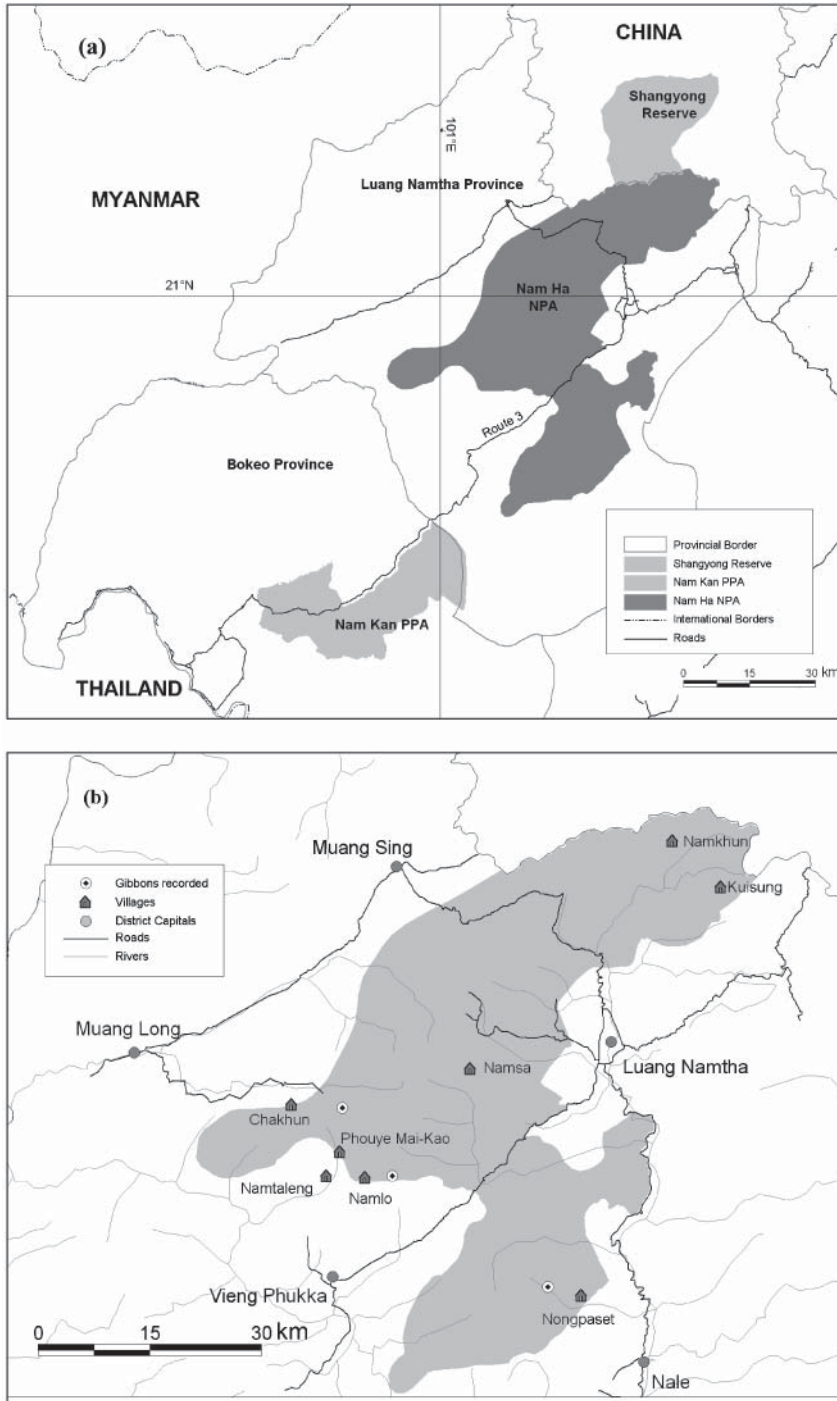 (a)
CHINA
Shangyong
Reserve
101°E
Luang Namtha Province
MYANMAR
21°N
Nam Ha
NPA
Route 3
Bokeo Province
Nam Kan PPA
THAILAND
Provincial Border
Shangyong Reserve
Nam Kan PPA
Nam Ha NPA
International Borders
Roads
0 15 30 km
(b)
Muang Sing
Namkhun
Kuisung
Gibbons recorded
Villages
District Capitals
Roads
Rivers
Muang Long
Luang Namtha
Namsa
Chakhun
Phouye Mai-Kao
Namtaleng
Namlo
Vieng Phukka
Nongpaset
0 15 30 km
Nale